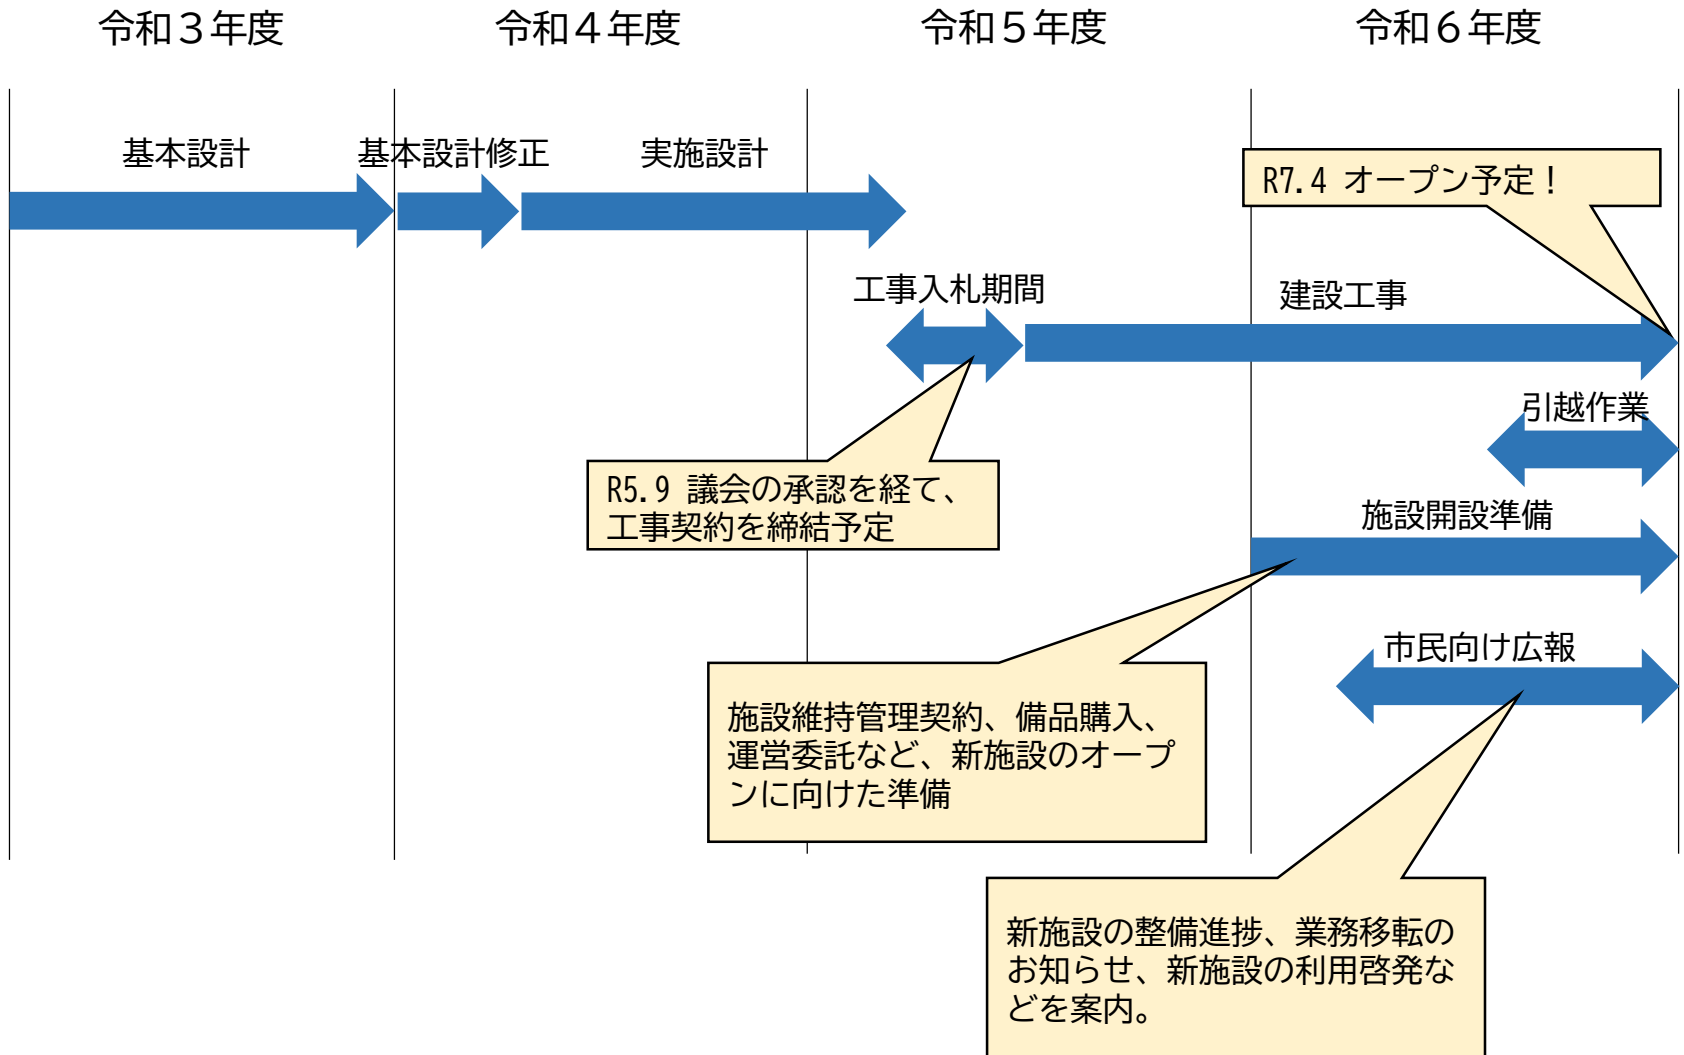 令和３年度
令和４年度
令和５年度
令和６年度
基本設計
基本設計修正
実施設計
R7.4 オープン予定！
工事入札期間
建設工事
引越作業
R5.9 議会の承認を経て、
工事契約を締結予定
施設開設準備
市民向け広報
施設維持管理契約、備品購入、
運営委託など、新施設のオープ
ンに向けた準備
新施設の整備進捗、業務移転の
お知らせ、新施設の利用啓発な
どを案内。